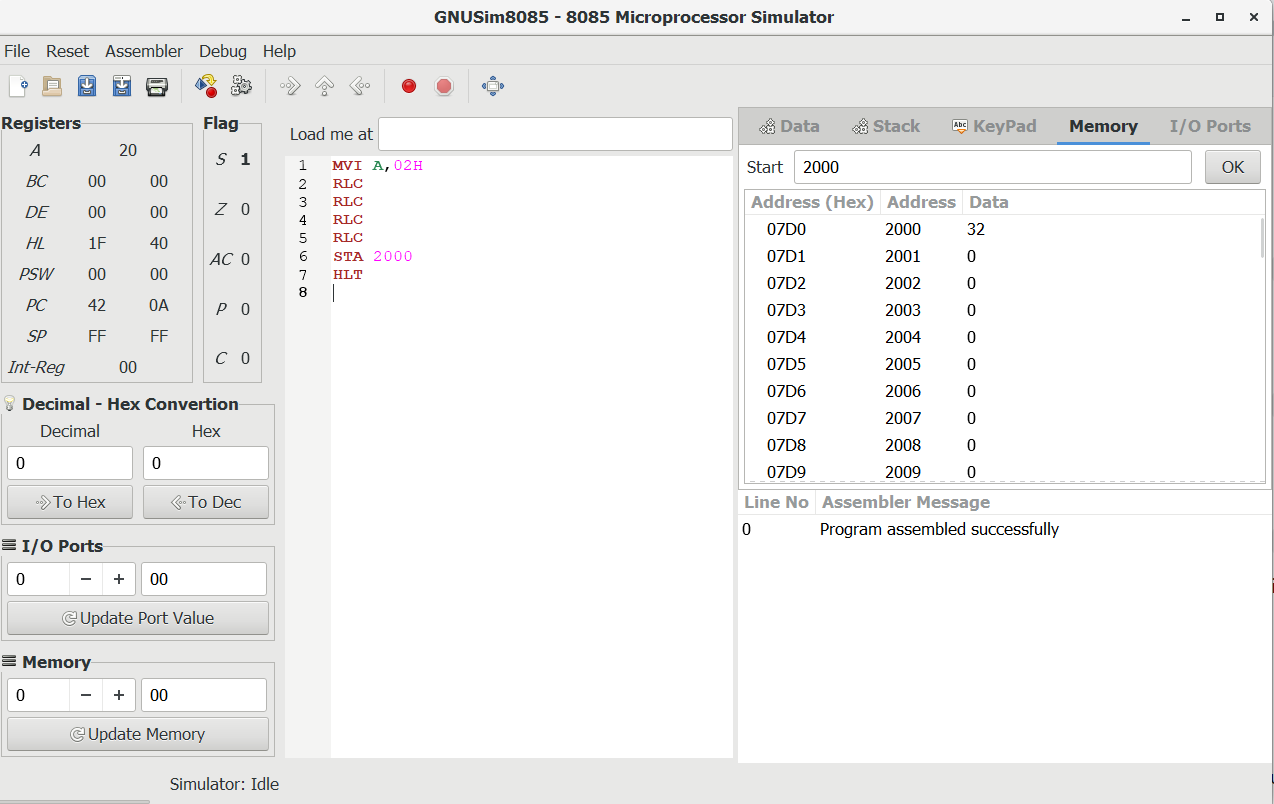 GNUSim8085 - 8085 Microprocessor Simulator
File Reset Assembler Debug Help
Registers
A 20
BC 00 00
DE 00 00
HL 1F 40
PSW 00 00
PC 42 0A
SP FF FF
Int-Reg 00
Flag
S 1
Z 0
AC 0
P 0
C 0
Decimal - Hex Convertion
Decimal Hex
0 0
To Hex To Dec
I/O Ports
0 − + 00
Update Port Value
Memory
0 − + 00
Update Memory
Load me at
1 MVI A,02H
2 RLC
3 RLC
4 RLC
5 RLC
6 STA 2000
7 HLT
8
Data Stack Abc KeyPad Memory I/O Ports
Start 2000 OK
Address (Hex) Address Data
07D0 2000 32
07D1 2001 0
07D2 2002 0
07D3 2003 0
07D4 2004 0
07D5 2005 0
07D6 2006 0
07D7 2007 0
07D8 2008 0
07D9 2009 0
Line No Assembler Message
0 Program assembled successfully
Simulator: Idle